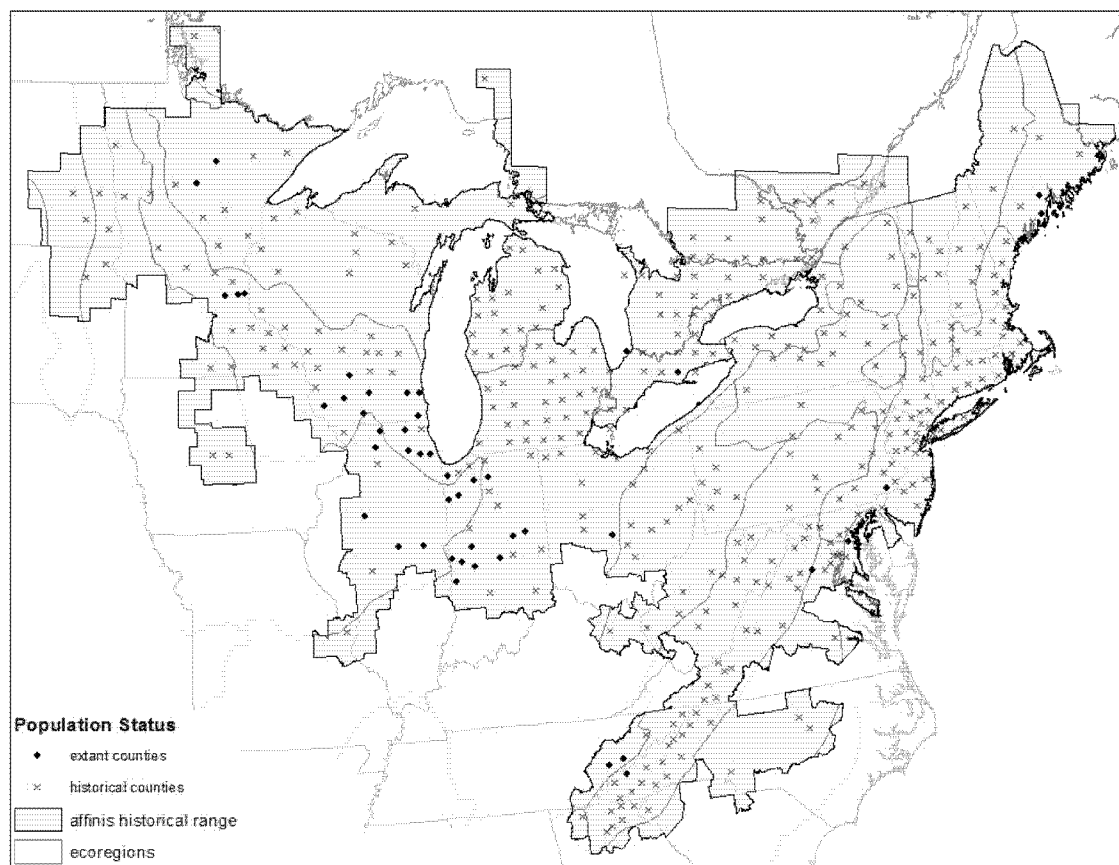 Population Status
extant counties
historical counties
affinis historical range
ecoregions